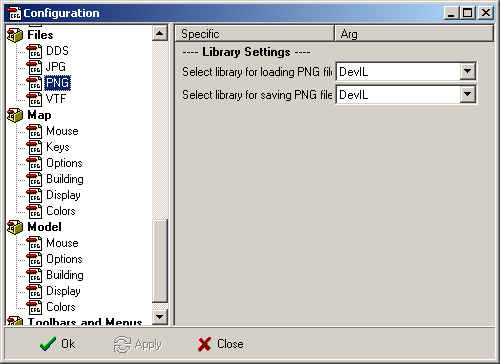 Configuration
Files
DDS
JPG
PNG
VTF
Map
Mouse
Keys
Options
Building
Display
Colors
Model
Mouse
Options
Building
Display
Colors
Toolbars and Menus
Specific Arg
---- Library Settings ----
Select library for loading PNG file DevIL
Select library for saving PNG file DevIL
Ok Apply Close